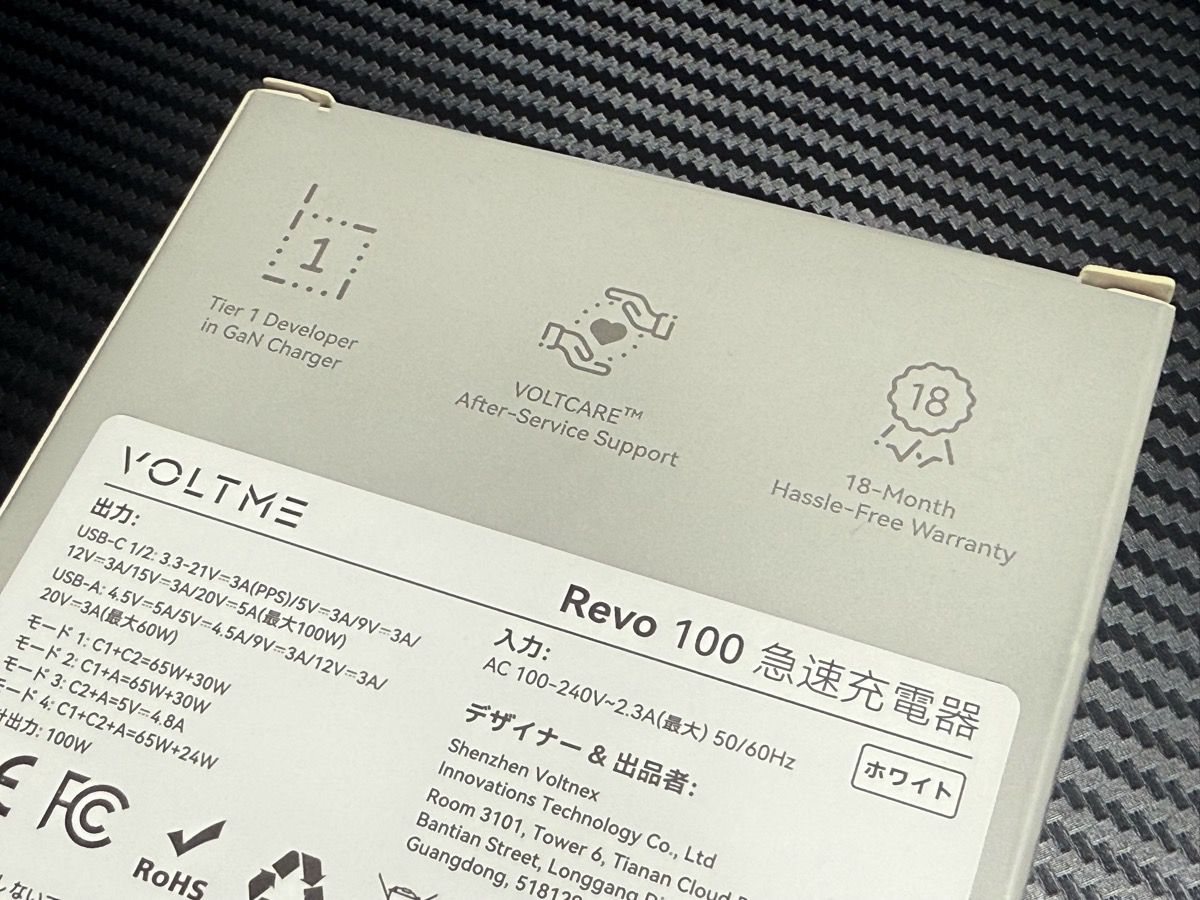 1
Tier 1 Developer
in GaN Charger
VOLTCARE™
After-Service Support
18
18-Month
Hassle-Free Warranty
VOLTME
Revo 100 急速充電器
出力:
USB-C 1/2: 3.3-21V⎓3A(PPS)/5V⎓3A/9V⎓3A/
12V⎓3A/15V⎓3A/20V⎓5A(最大100W)
USB-A: 4.5V⎓5A/5V⎓4.5A/9V⎓3A/12V⎓3A/
20V⎓3A(最大60W)
モード 1: C1+C2=65W+30W
モード 2: C1+A=65W+30W
モード 3: C2+A=5V⎓4.8A
モード 4: C1+C2+A=65W+24W
計出力: 100W
入力:
AC 100-240V~2.3A(最大) 50/60Hz
ホワイト
デザイナー & 出品者:
Shenzhen Voltnex
Innovations Technology Co., Ltd
Room 3101, Tower 6, Tianan Cloud
Bantian Street, Longgang
Guangdong, 518129
CE FC
RoHS